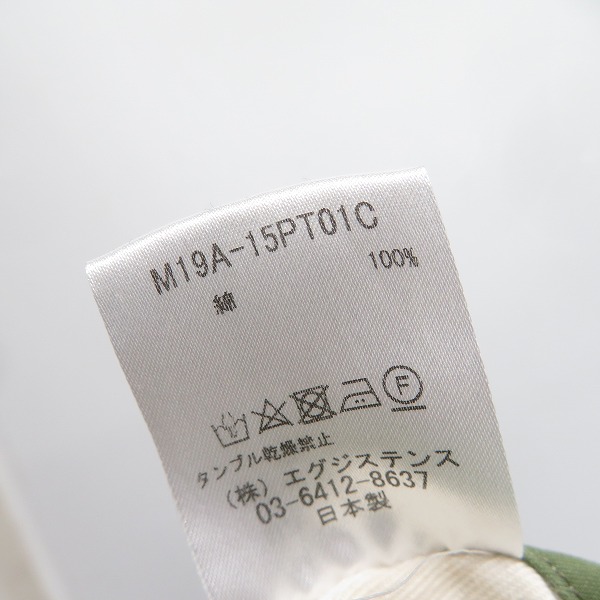 M19A-15PT01C
綿 100%
F
タンブル乾燥禁止
(株) エグジステンス
03-6412-8637
日本製